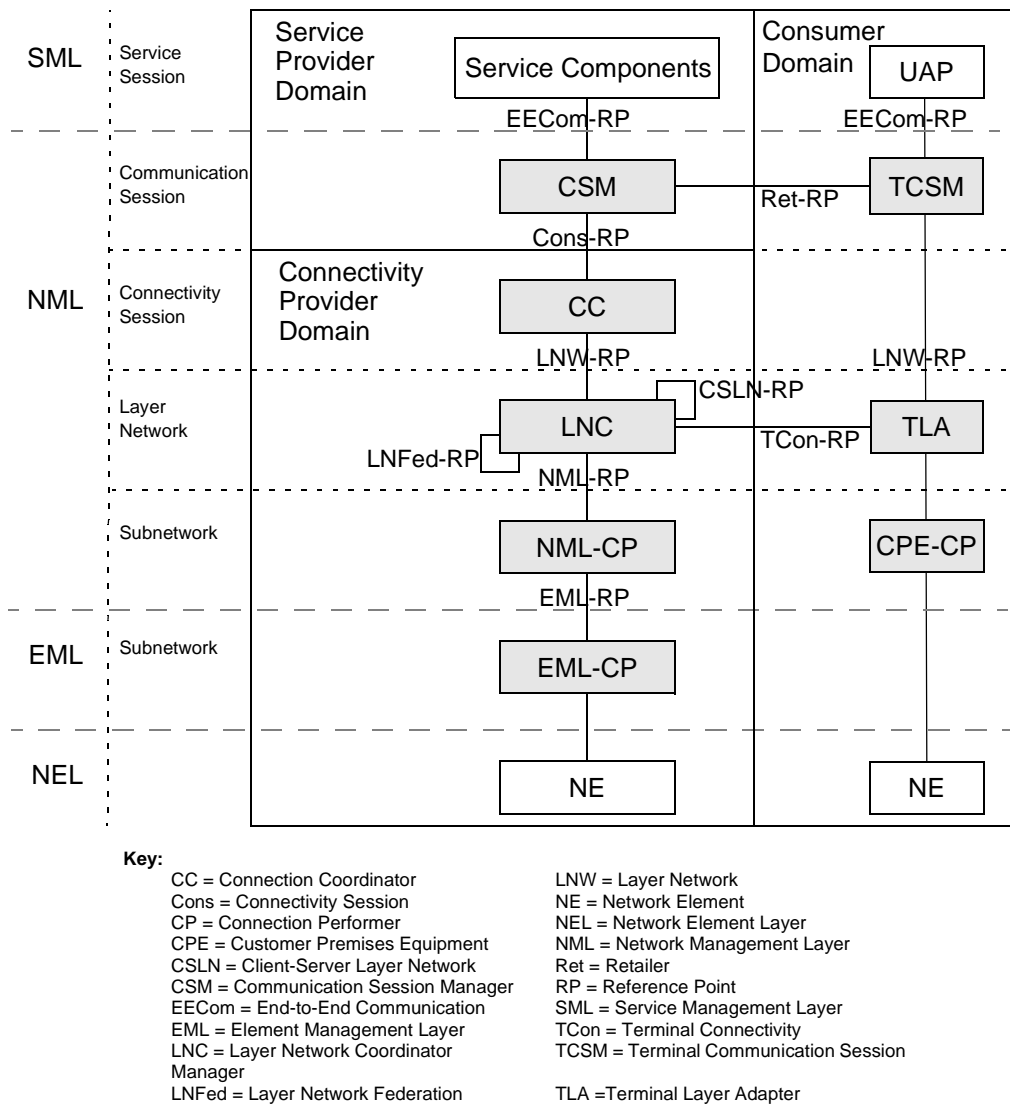 SML
Service
Session
Service
Provider
Domain
Service Components
EECom-RP
Consumer
Domain
UAP
EECom-RP
Communication
Session
CSM
Ret-RP
TCSM
Cons-RP
NML
Connectivity
Session
Connectivity
Provider
Domain
CC
LNW-RP
LNW-RP
Layer
Network
CSLN-RP
LNC
LNFed-RP
TCon-RP
TLA
NML-RP
Subnetwork
NML-CP
CPE-CP
EML-RP
EML
Subnetwork
EML-CP
NEL
NE
NE
Key:
CC = Connection Coordinator
Cons = Connectivity Session
CP = Connection Performer
CPE = Customer Premises Equipment
CSLN = Client-Server Layer Network
CSM = Communication Session Manager
EECom = End-to-End Communication
EML = Element Management Layer
LNC = Layer Network Coordinator
Manager
LNFed = Layer Network Federation
LNW = Layer Network
NE = Network Element
NEL = Network Element Layer
NML = Network Management Layer
Ret = Retailer
RP = Reference Point
SML = Service Management Layer
TCon = Terminal Connectivity
TCSM = Terminal Communication Session
TLA =Terminal Layer Adapter